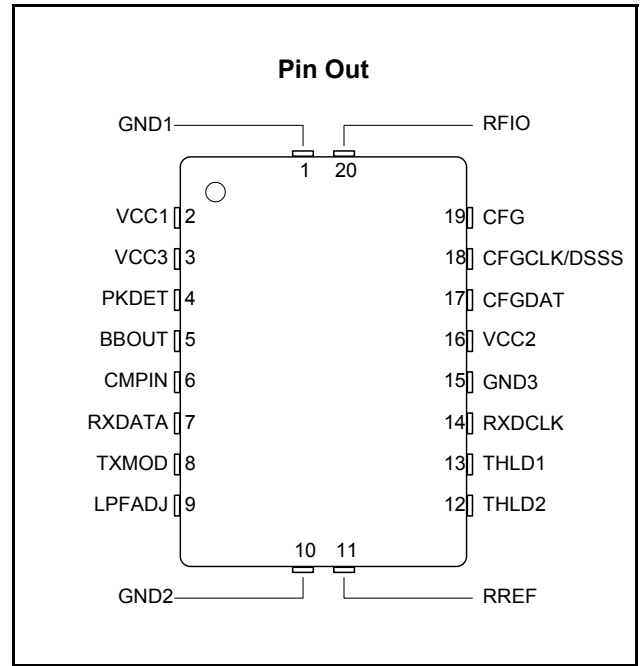 Pin Out
GND1 RFIO
1 20
VCC1 2 19 CFG
VCC3 3 18 CFGCLK/DSSS
PKDET 4 17 CFGDAT
BBOUT 5 16 VCC2
CMPIN 6 15 GND3
RXDATA 7 14 RXDCLK
TXMOD 8 13 THLD1
LPFADJ 9 12 THLD2
10 11
GND2 RREF